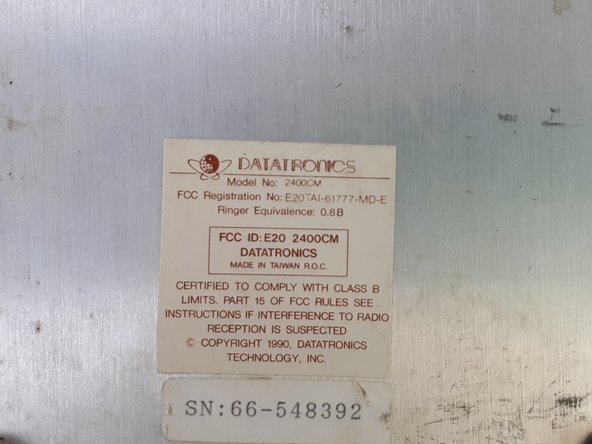 DATATRONICS
Model No: 2400CM
FCC Registration No: E20TAI-61777-MD-E
Ringer Equivalence: 0.8B
FCC ID:E20 2400CM
DATATRONICS
MADE IN TAIWAN R.O.C.
CERTIFIED TO COMPLY WITH CLASS B
LIMITS. PART 15 OF FCC RULES SEE
INSTRUCTIONS IF INTERFERENCE TO RADIO
RECEPTION IS SUSPECTED
© COPYRIGHT 1990, DATATRONICS
TECHNOLOGY, INC.
SN:66-548392